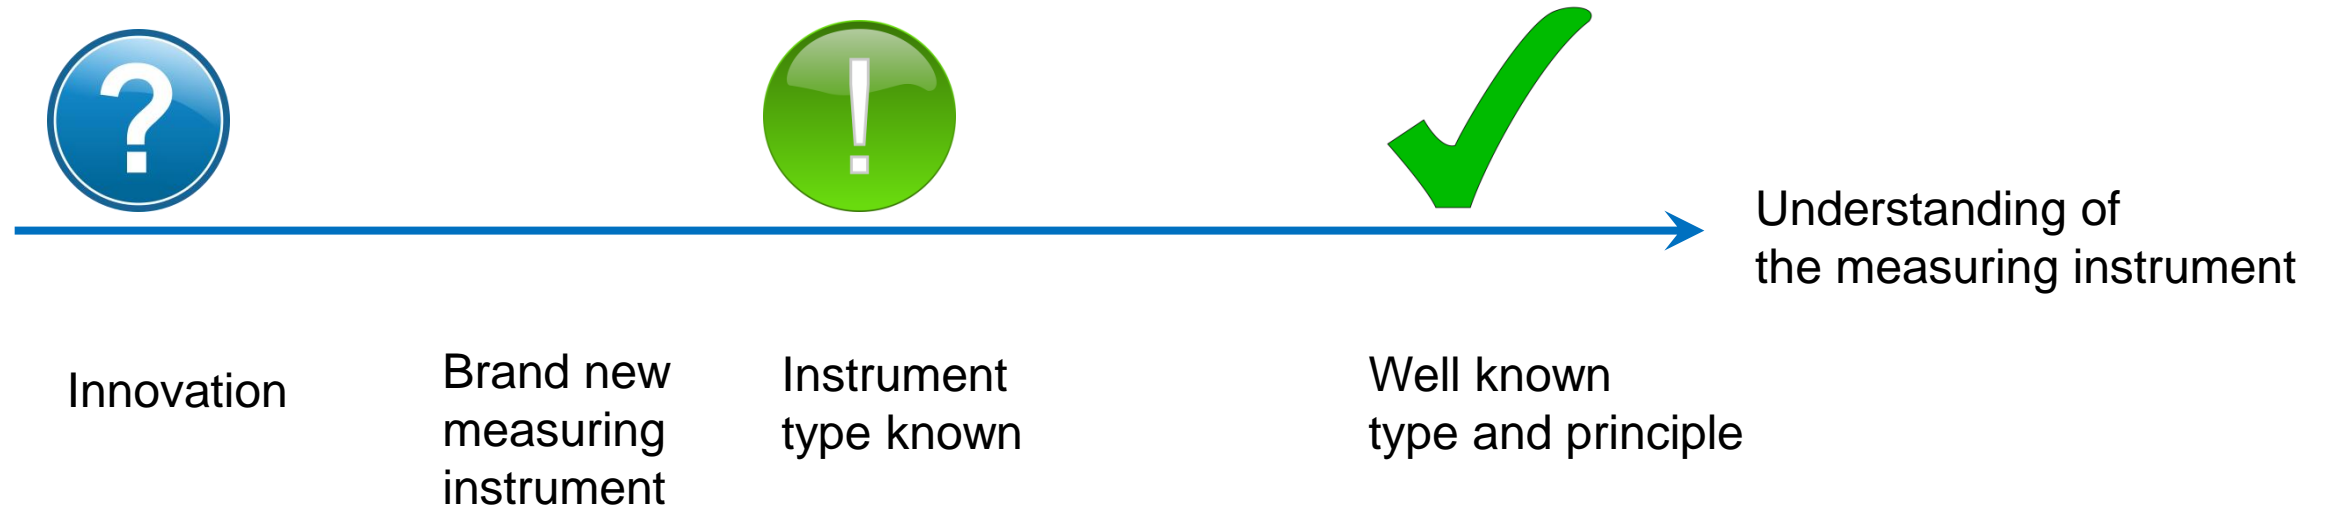 ?
!
Understanding of
the measuring instrument
Innovation
Brand new
measuring
instrument
Instrument
type known
Well known
type and principle